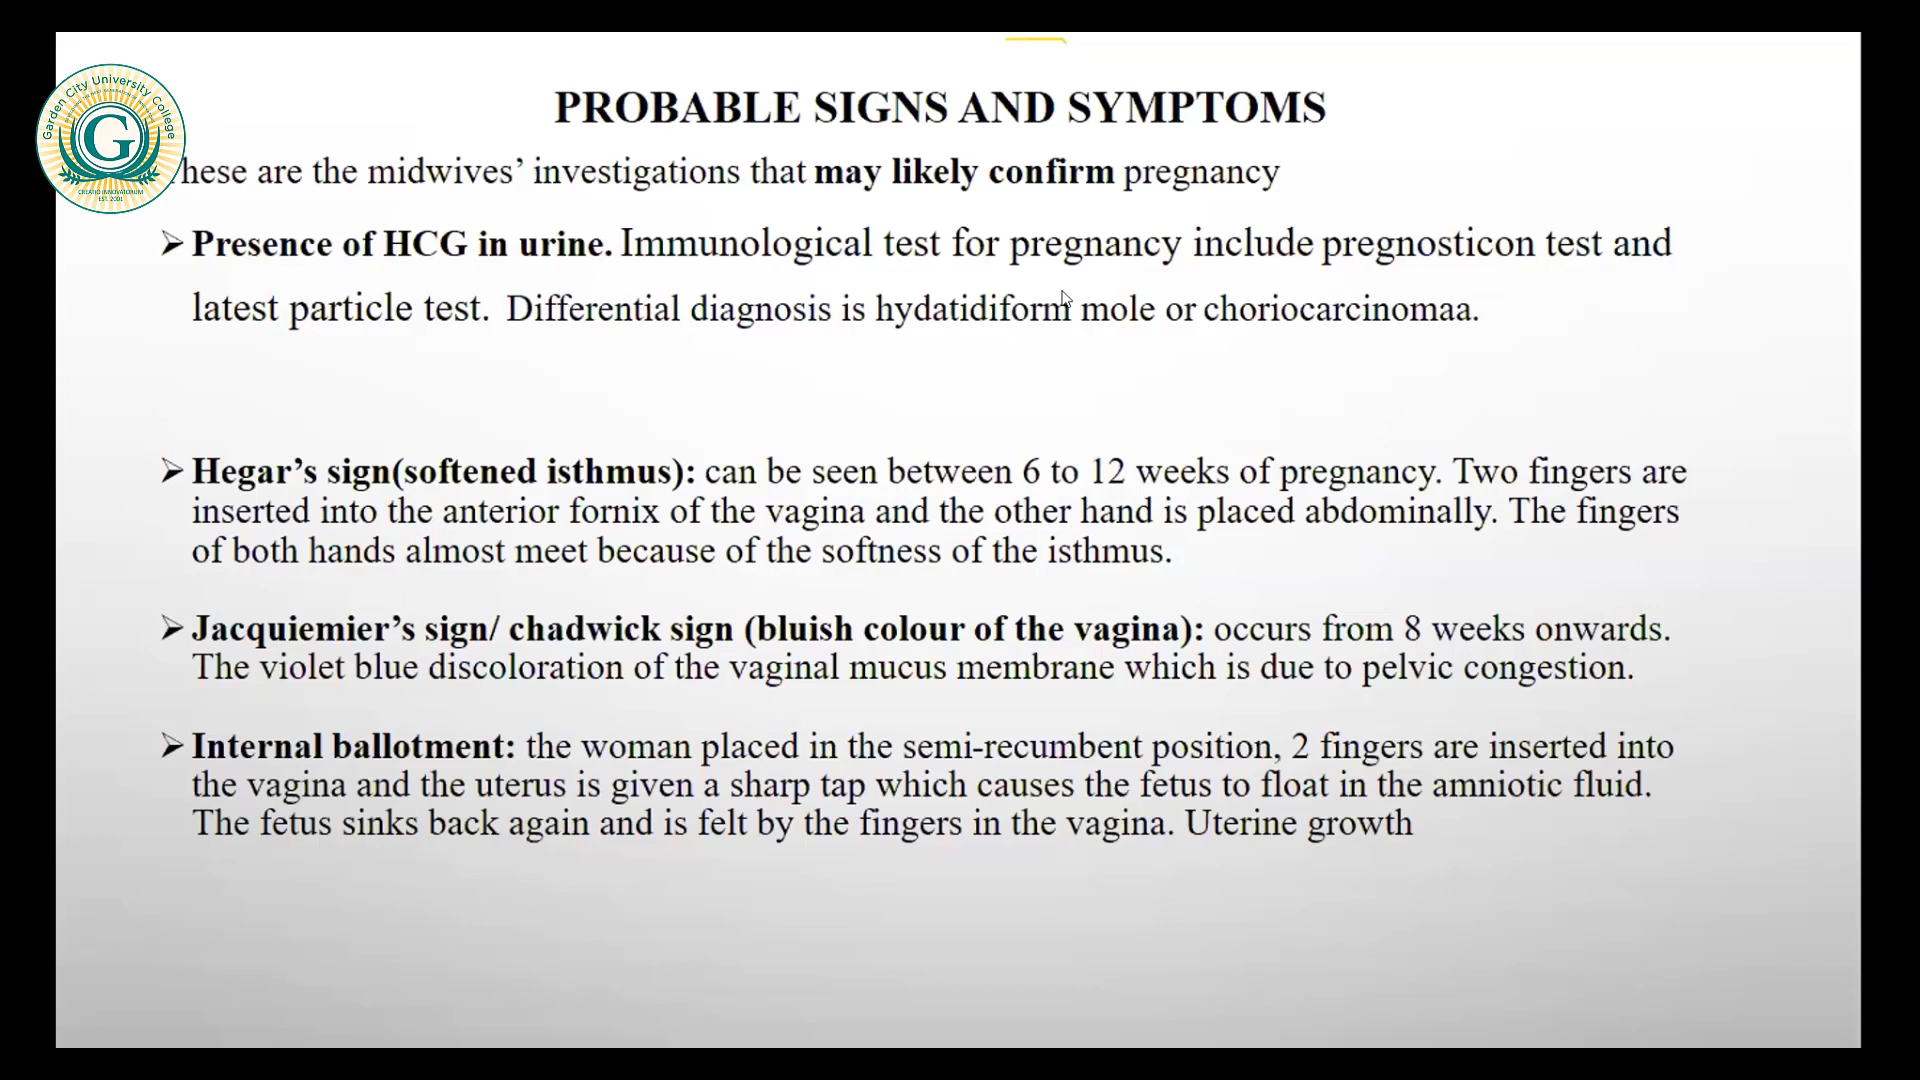 Garden City University College
G
CREATIO INNOVATORUM
EST. 2001
PROBABLE SIGNS AND SYMPTOMS
hese are the midwives’ investigations that may likely confirm pregnancy
➢ Presence of HCG in urine. Immunological test for pregnancy include pregnosticon test and
latest particle test. Differential diagnosis is hydatidiform mole or choriocarcinomaa.
➢ Hegar’s sign(softened isthmus): can be seen between 6 to 12 weeks of pregnancy. Two fingers are
inserted into the anterior fornix of the vagina and the other hand is placed abdominally. The fingers
of both hands almost meet because of the softness of the isthmus.
➢ Jacquiemier’s sign/ chadwick sign (bluish colour of the vagina): occurs from 8 weeks onwards.
The violet blue discoloration of the vaginal mucus membrane which is due to pelvic congestion.
➢ Internal ballotment: the woman placed in the semi-recumbent position, 2 fingers are inserted into
the vagina and the uterus is given a sharp tap which causes the fetus to float in the amniotic fluid.
The fetus sinks back again and is felt by the fingers in the vagina. Uterine growth